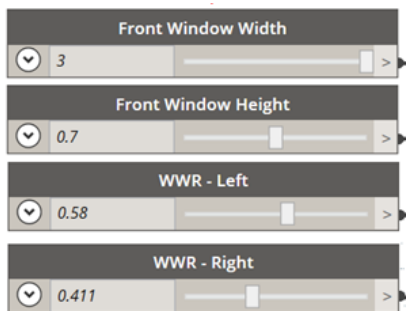 Front Window Width
3 >
Front Window Height
0.7 >
WWR - Left
0.58 >
WWR - Right
0.411 >